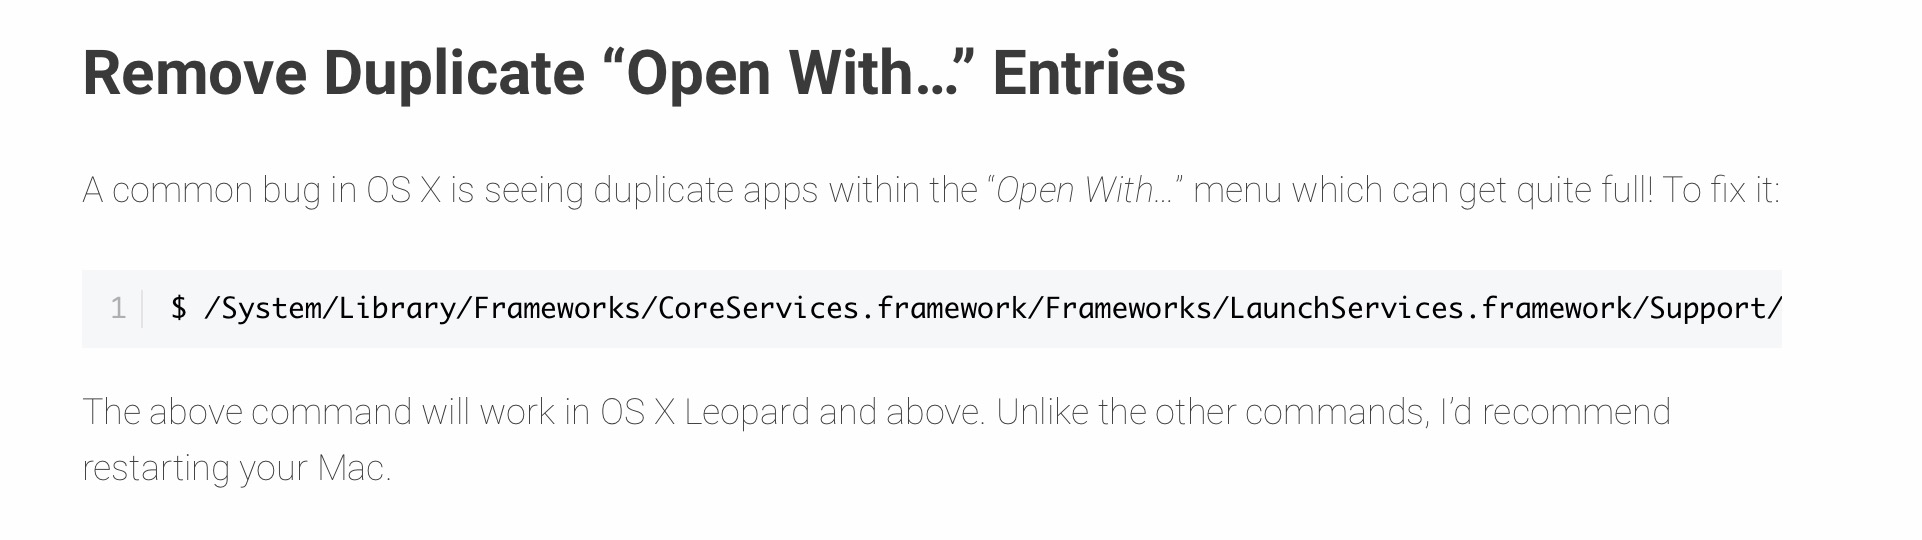 Remove Duplicate “Open With…” Entries
A common bug in OS X is seeing duplicate apps within the “Open With…” menu which can get quite full! To fix it:
1 $ /System/Library/Frameworks/CoreServices.framework/Frameworks/LaunchServices.framework/Support/
The above command will work in OS X Leopard and above. Unlike the other commands, I’d recommend
restarting your Mac.